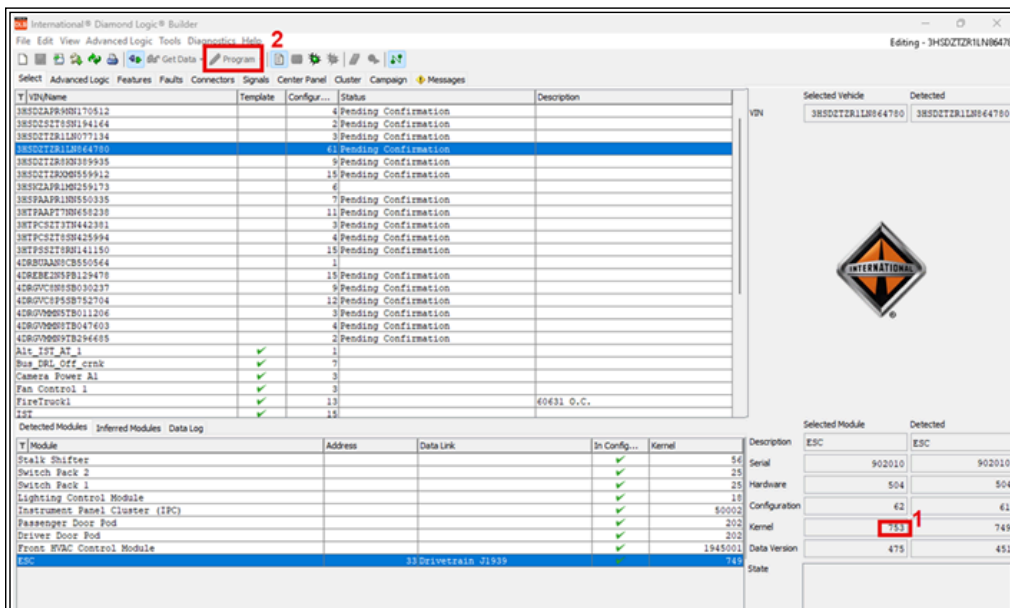 International® Diamond Logic® Builder
File Edit View Advanced Logic Tools Diagnostics Help 2
Editing - 3HSDZTZR1LN86478
Get Data Program
Select Advanced Logic Features Faults Connectors Signals Center Panel Cluster Campaign Messages
VIN/Name Template Configur... Status Description
3HSDZAPR9NN170512 4 Pending Confirmation
3HSDZSZT8SN194164 2 Pending Confirmation
3HSDZTZR1LN077134 3 Pending Confirmation
3HSDZTZR1LN864780 61 Pending Confirmation
3HSDZTZR8KN389935 9 Pending Confirmation
3HSDZTZRXMN559912 15 Pending Confirmation
3HSKZAPR1MN259173 6
3HSPAAPR1NN550335 7 Pending Confirmation
3HTPAAPT7NN658238 11 Pending Confirmation
3HTPCSZT3TN442381 3 Pending Confirmation
3HTPCSZT8SN425994 4 Pending Confirmation
3HTPSSZT8RN141150 15 Pending Confirmation
4DRBUAAN8CB550564 1
4DREBE2N5PB129478 15 Pending Confirmation
4DRGVC8N8SB030237 9 Pending Confirmation
4DRGVC8P5SB752704 12 Pending Confirmation
4DRGVMMN5TB011206 3 Pending Confirmation
4DRGVMMN8TB047603 4 Pending Confirmation
4DRGVMMN9TB296685 2 Pending Confirmation
Alt_IST_AT_1 1
Bus_DRL_Off_crnk 7
Camera Power A1 3
Fan Control 1 3
FireTruck1 13 60631 O.C.
IST 15
Selected Vehicle Detected
VIN 3HSDZTZR1LN864780 3HSDZTZR1LN864780
INTERNATIONAL
®
Detected Modules Inferred Modules Data Log
Module Address Data Link In Config... Kernel
Stalk Shifter 56
Switch Pack 2 25
Switch Pack 1 25
Lighting Control Module 18
Instrument Panel Cluster (IPC) 50002
Passenger Door Pod 202
Driver Door Pod 202
Front HVAC Control Module 1945001
ESC 33 Drivetrain J1939 749
Selected Module Detected
Description ESC ESC
Serial 902010 902010
Hardware 504 504
Configuration 62 61
Kernel 753 1 749
Data Version 475 451
State